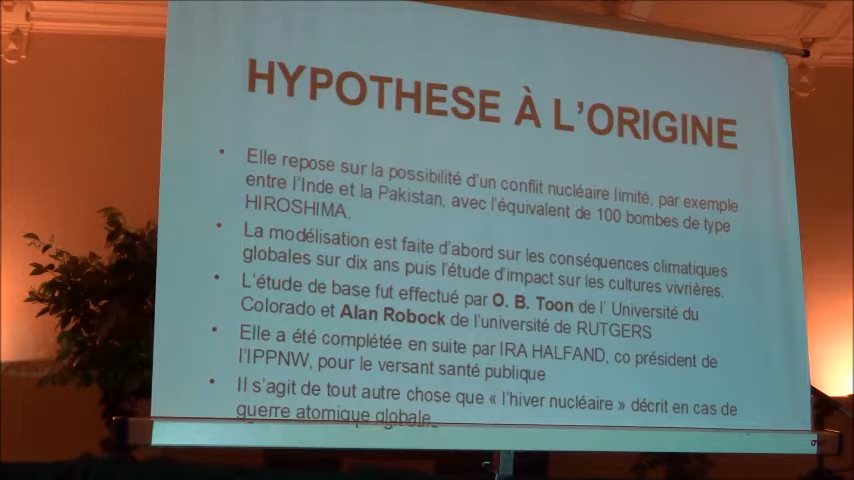 HYPOTHESE À L'ORIGINE
• Elle repose sur la possibilité d'un conflit nucléaire limité, par exemple
entre l'Inde et la Pakistan, avec l'équivalent de 100 bombes de type
HIROSHIMA.
• La modélisation est faite d'abord sur les conséquences climatiques
globales sur dix ans puis l'étude d'impact sur les cultures vivrières.
• L'étude de base fut effectué par O. B. Toon de l' Université du
Colorado et Alan Robock de l'université de RUTGERS
• Elle a été complétée en suite par IRA HALFAND, co président de
l'IPPNW, pour le versant santé publique
• Il s'agit de tout autre chose que « l'hiver nucléaire » décrit en cas de
guerre atomique globale